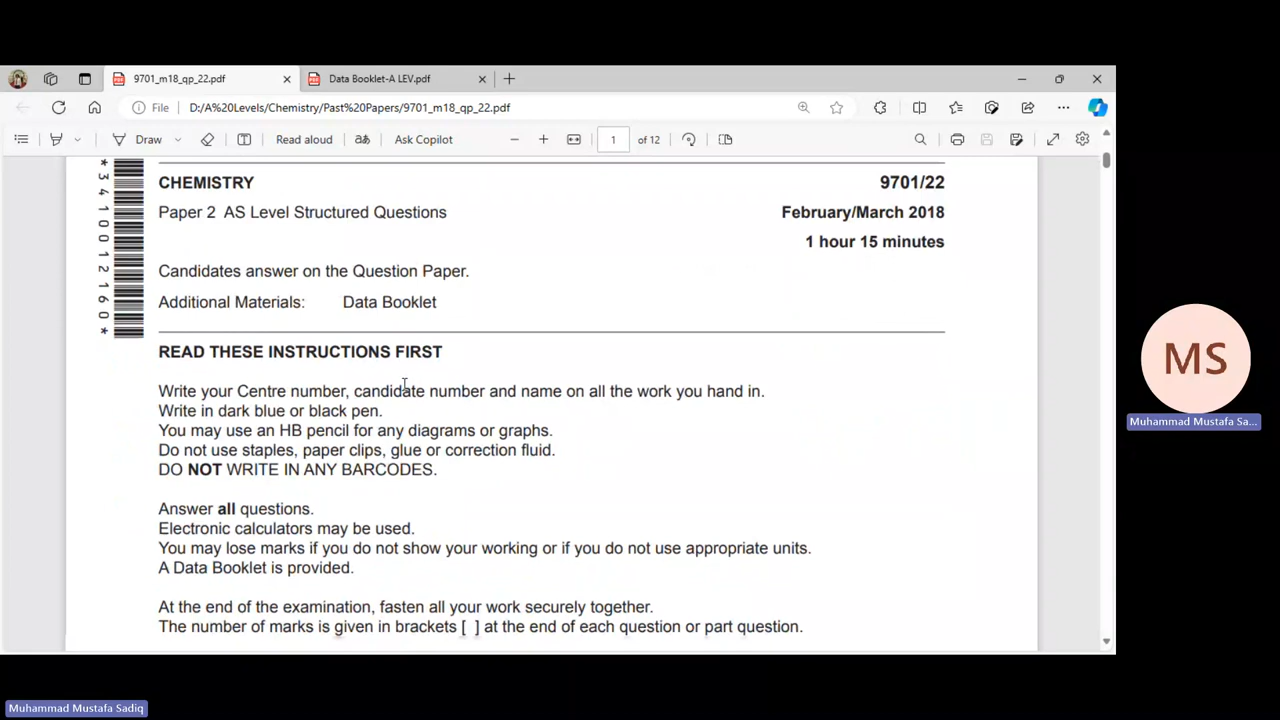 9701_m18_qp_22.pdf
Data Booklet-A LEV.pdf
File
D:/A%20Levels/Chemistry/Past%20Papers/9701_m18_qp_22.pdf
Draw
Read aloud
aあ
Ask Copilot
1
of 12
*3410012160*
CHEMISTRY
9701/22
Paper 2 AS Level Structured Questions
February/March 2018
1 hour 15 minutes
Candidates answer on the Question Paper.
Additional Materials: Data Booklet
READ THESE INSTRUCTIONS FIRST
Write your Centre number, candidate number and name on all the work you hand in.
Write in dark blue or black pen.
You may use an HB pencil for any diagrams or graphs.
Do not use staples, paper clips, glue or correction fluid.
DO NOT WRITE IN ANY BARCODES.
Answer all questions.
Electronic calculators may be used.
You may lose marks if you do not show your working or if you do not use appropriate units.
A Data Booklet is provided.
At the end of the examination, fasten all your work securely together.
The number of marks is given in brackets [ ] at the end of each question or part question.
MS
Muhammad Mustafa Sa...
Muhammad Mustafa Sadiq